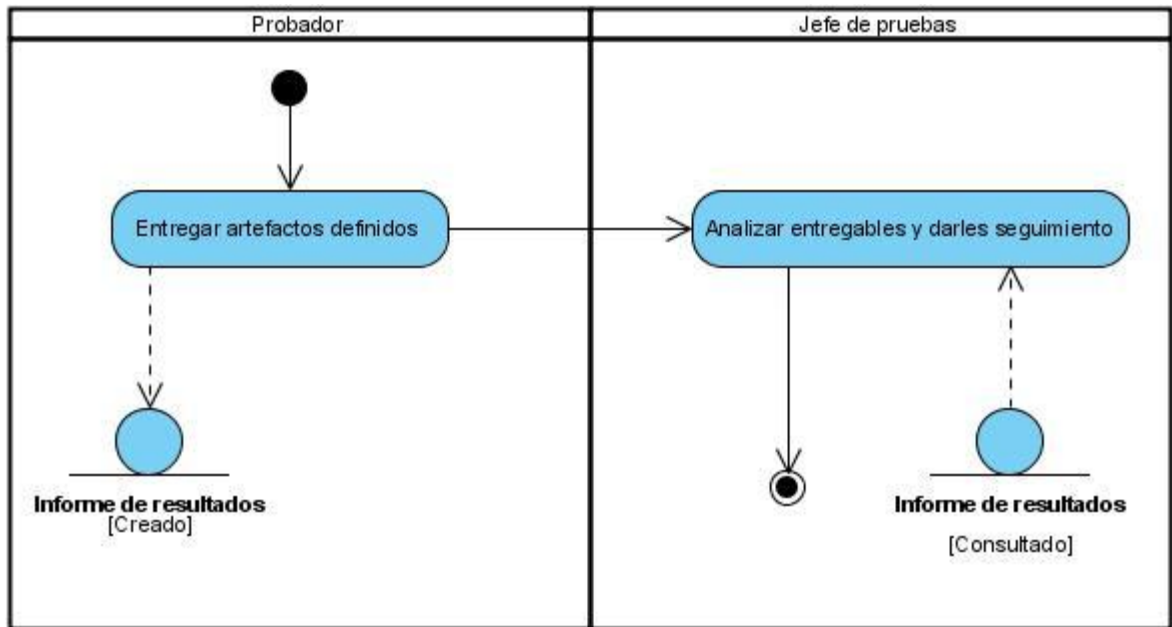 Probador
Jefe de pruebas
Entregar artefactos definidos
Analizar entregables y darles seguimiento
Informe de resultados
[Creado]
Informe de resultados
[Consultado]